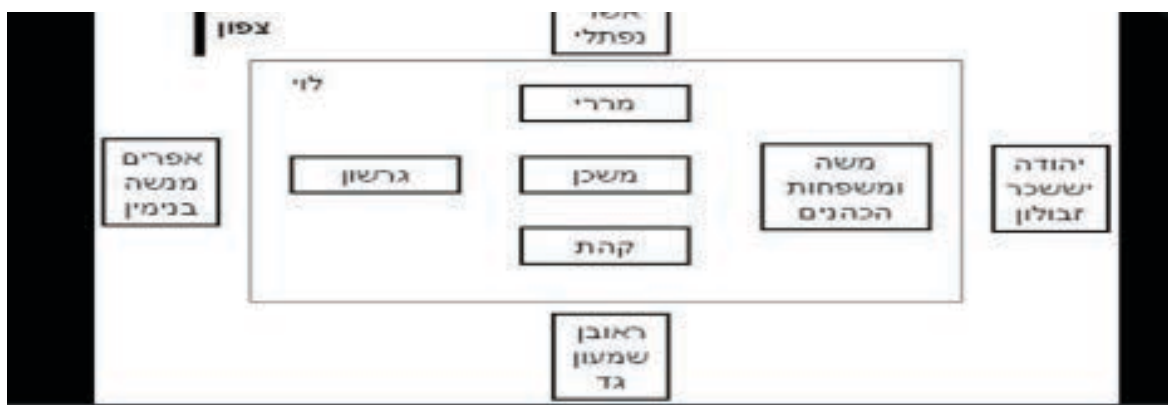 צפון
נפתלי
לוי
מררי
יהודה
יששכר
זבולון
משה
ומשפחות
הכהנים
משכן
גרשון
אפרים
מנשה
בנימין
קהת
ראובן
שמעון
גד